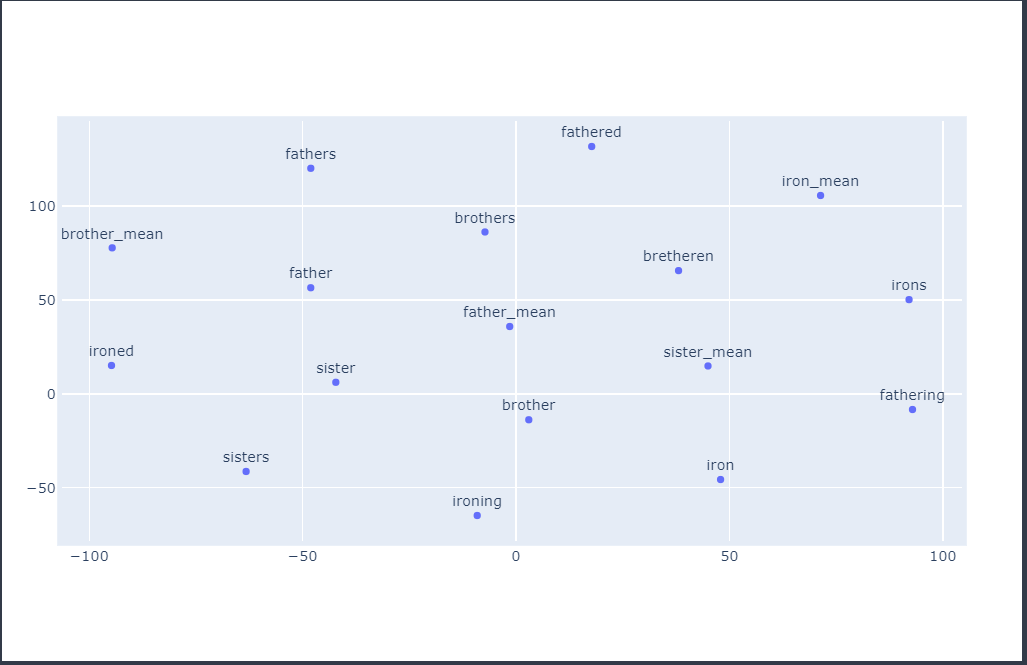 fathered
fathers
iron_mean
100
brothers
brother_mean
bretheren
father
irons
50
father_mean
ironed
sister_mean
sister
fathering
0
brother
sisters
iron
−50
ironing
−100 −50 0 50 100